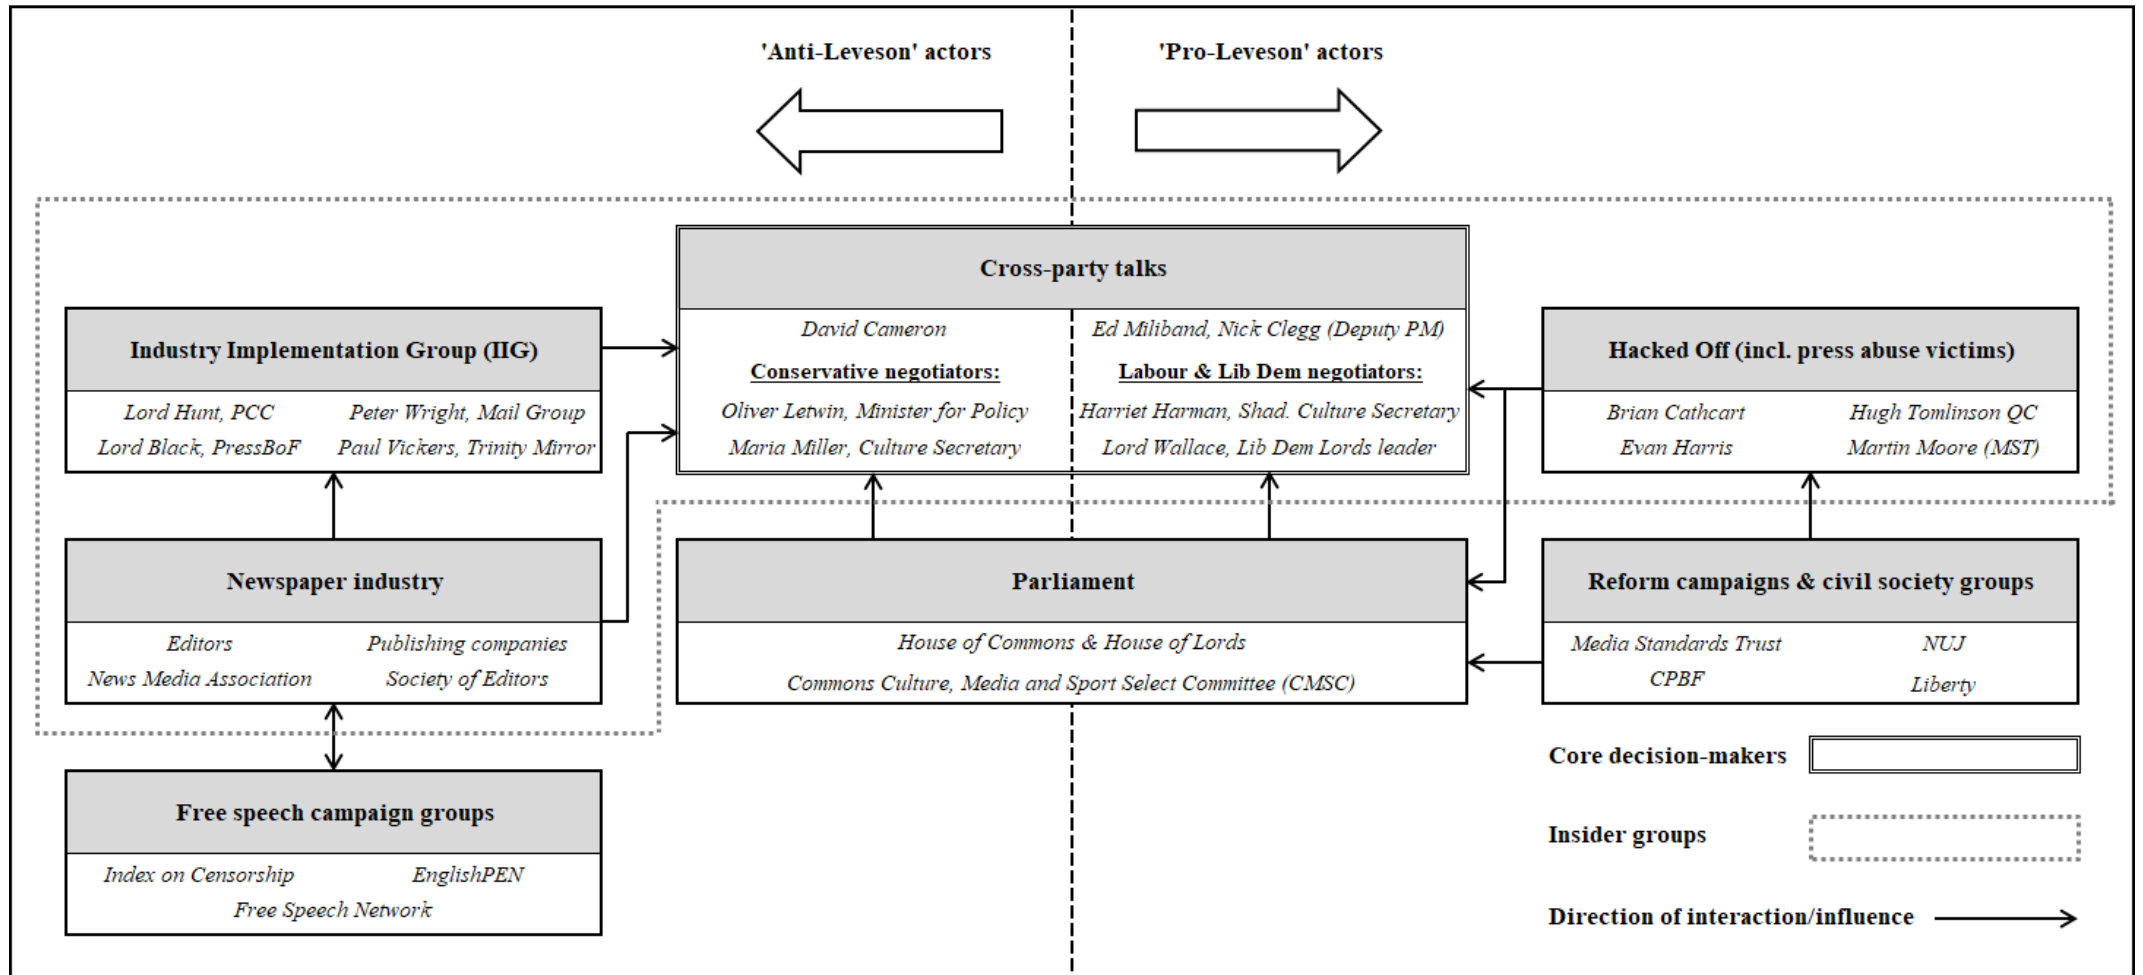 'Anti-Leveson' actors
'Pro-Leveson' actors
Cross-party talks
David Cameron
Conservative negotiators:
Oliver Letwin, Minister for Policy
Maria Miller, Culture Secretary
Ed Miliband, Nick Clegg (Deputy PM)
Labour & Lib Dem negotiators:
Harriet Harman, Shad. Culture Secretary
Lord Wallace, Lib Dem Lords leader
Industry Implementation Group (IIG)
Lord Hunt, PCC
Peter Wright, Mail Group
Lord Black, PressBoF
Paul Vickers, Trinity Mirror
Hacked Off (incl. press abuse victims)
Brian Cathcart
Hugh Tomlinson QC
Evan Harris
Martin Moore (MST)
Newspaper industry
Editors
Publishing companies
News Media Association
Society of Editors
Parliament
House of Commons & House of Lords
Commons Culture, Media and Sport Select Committee (CMSC)
Reform campaigns & civil society groups
Media Standards Trust
NUJ
CPBF
Liberty
Free speech campaign groups
Index on Censorship
EnglishPEN
Free Speech Network
Core decision-makers
Insider groups
Direction of interaction/influence